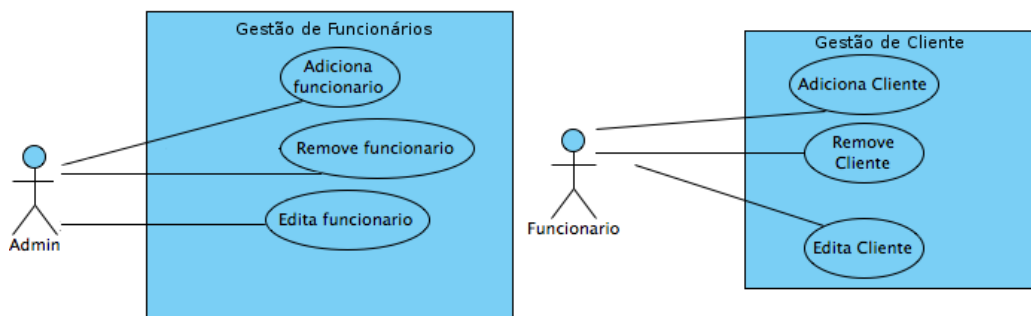 Gestão de Funcionários
Adiciona
funcionario
Remove funcionario
Edita funcionario
Admin
Gestão de Cliente
Adiciona Cliente
Remove
Cliente
Edita Cliente
Funcionario